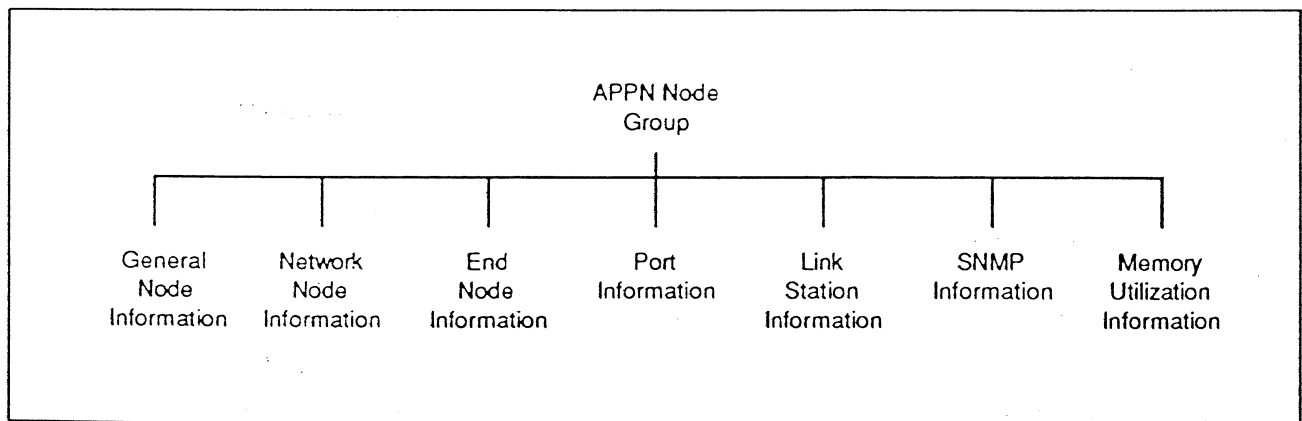 APPN Node
Group
General
Node
Information
Network
Node
Information
End
Node
Information
Port
Information
Link
Station
Information
SNMP
Information
Memory
Utilization
Information